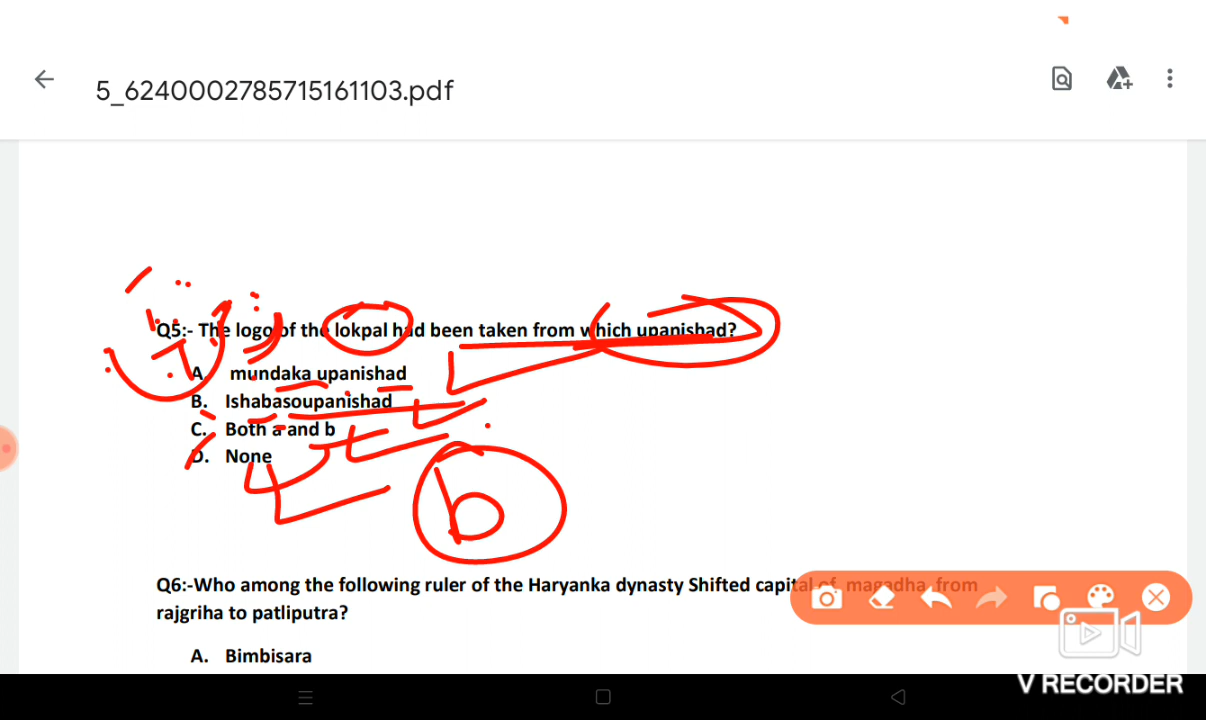 5_6240002785715161103.pdf
Q5:- The logo of the lokpal had been taken from which upanishad?
A. mundaka upanishad
B. Ishabasoupanishad
C. Both a and b
D. None
b
Q6:-Who among the following ruler of the Haryanka dynasty Shifted capital of magadha from
rajgriha to patliputra?
A. Bimbisara
V RECORDER